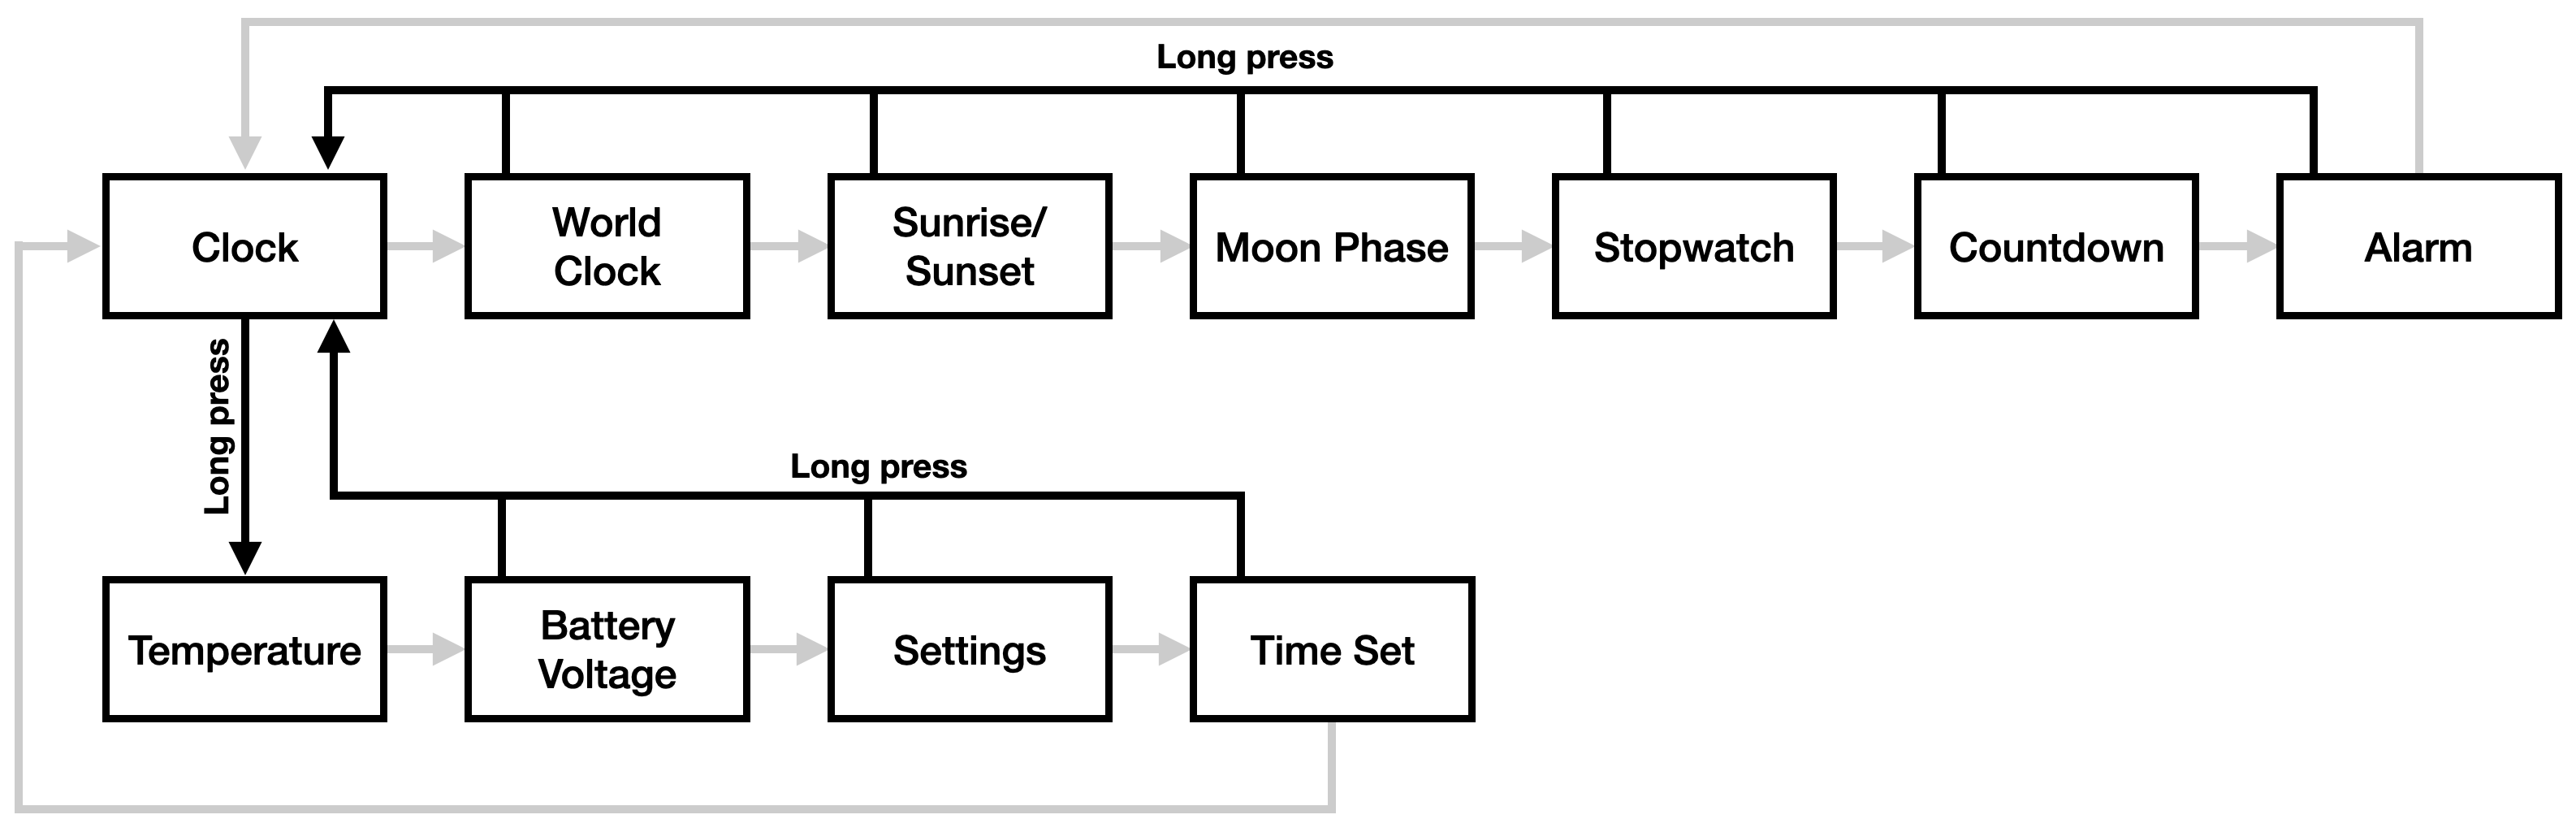 Long press
Clock
World
Clock
Sunrise/
Sunset
Moon Phase
Stopwatch
Countdown
Alarm
Long press
Long press
Temperature
Battery
Voltage
Settings
Time Set